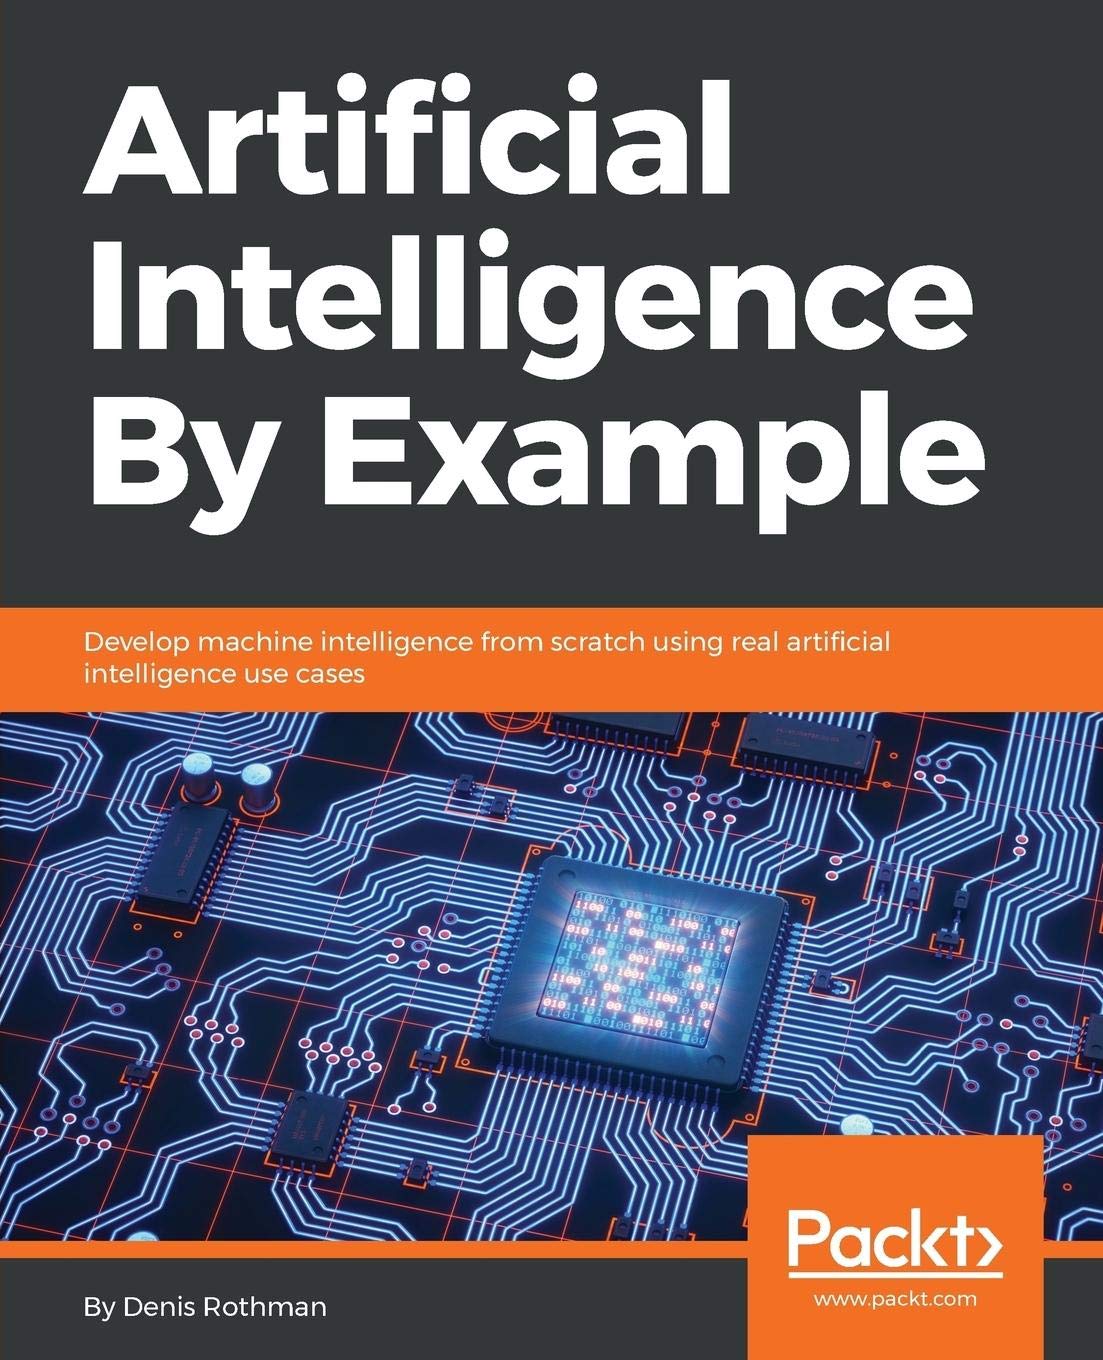 Artificial
Intelligence
By Example
Develop machine intelligence from scratch using real artificial
intelligence use cases
By Denis Rothman
Packt>
www.packt.com